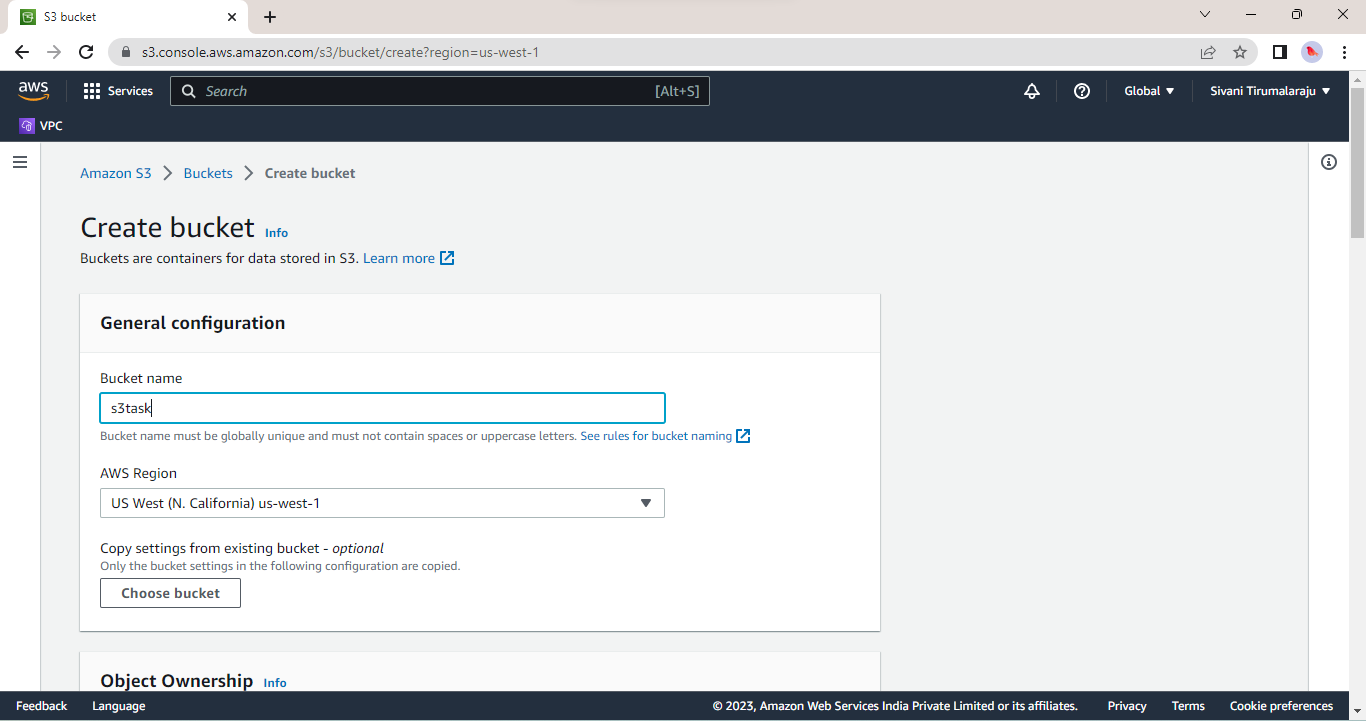 S3 bucket
s3.console.aws.amazon.com/s3/bucket/create?region=us-west-1
aws Services Search [Alt+S] Global Sivani Tirumalaraju
VPC
Amazon S3 > Buckets > Create bucket
Create bucket Info
Buckets are containers for data stored in S3. Learn more
General configuration
Bucket name
s3task
Bucket name must be globally unique and must not contain spaces or uppercase letters. See rules for bucket naming
AWS Region
US West (N. California) us-west-1
Copy settings from existing bucket - optional
Only the bucket settings in the following configuration are copied.
Choose bucket
Object Ownership Info
Feedback Language © 2023, Amazon Web Services India Private Limited or its affiliates. Privacy Terms Cookie preferences